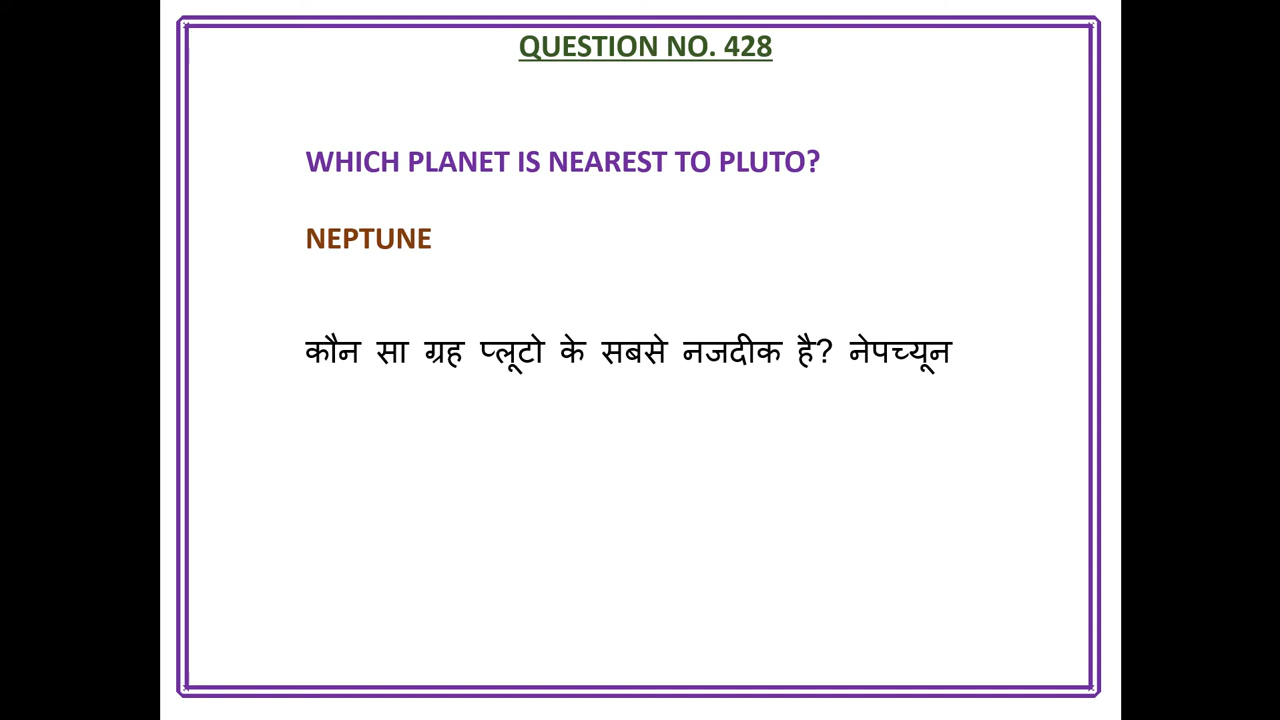 QUESTION NO. 428
WHICH PLANET IS NEAREST TO PLUTO?
NEPTUNE
कौन सा ग्रह प्लूटो के सबसे नजदीक है? नेपच्यून